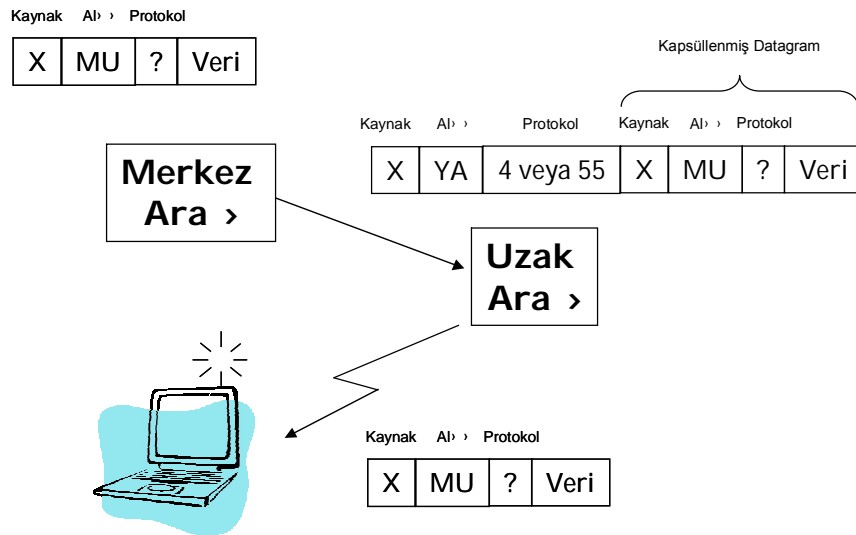 Kaynak Al› › Protokol
X MU ? Veri
Kapsüllenmiş Datagram
Kaynak Al› › Protokol Kaynak Al› › Protokol
X YA 4 veya 55 X MU ? Veri
Merkez
Ara ›
Uzak
Ara ›
Kaynak Al› › Protokol
X MU ? Veri